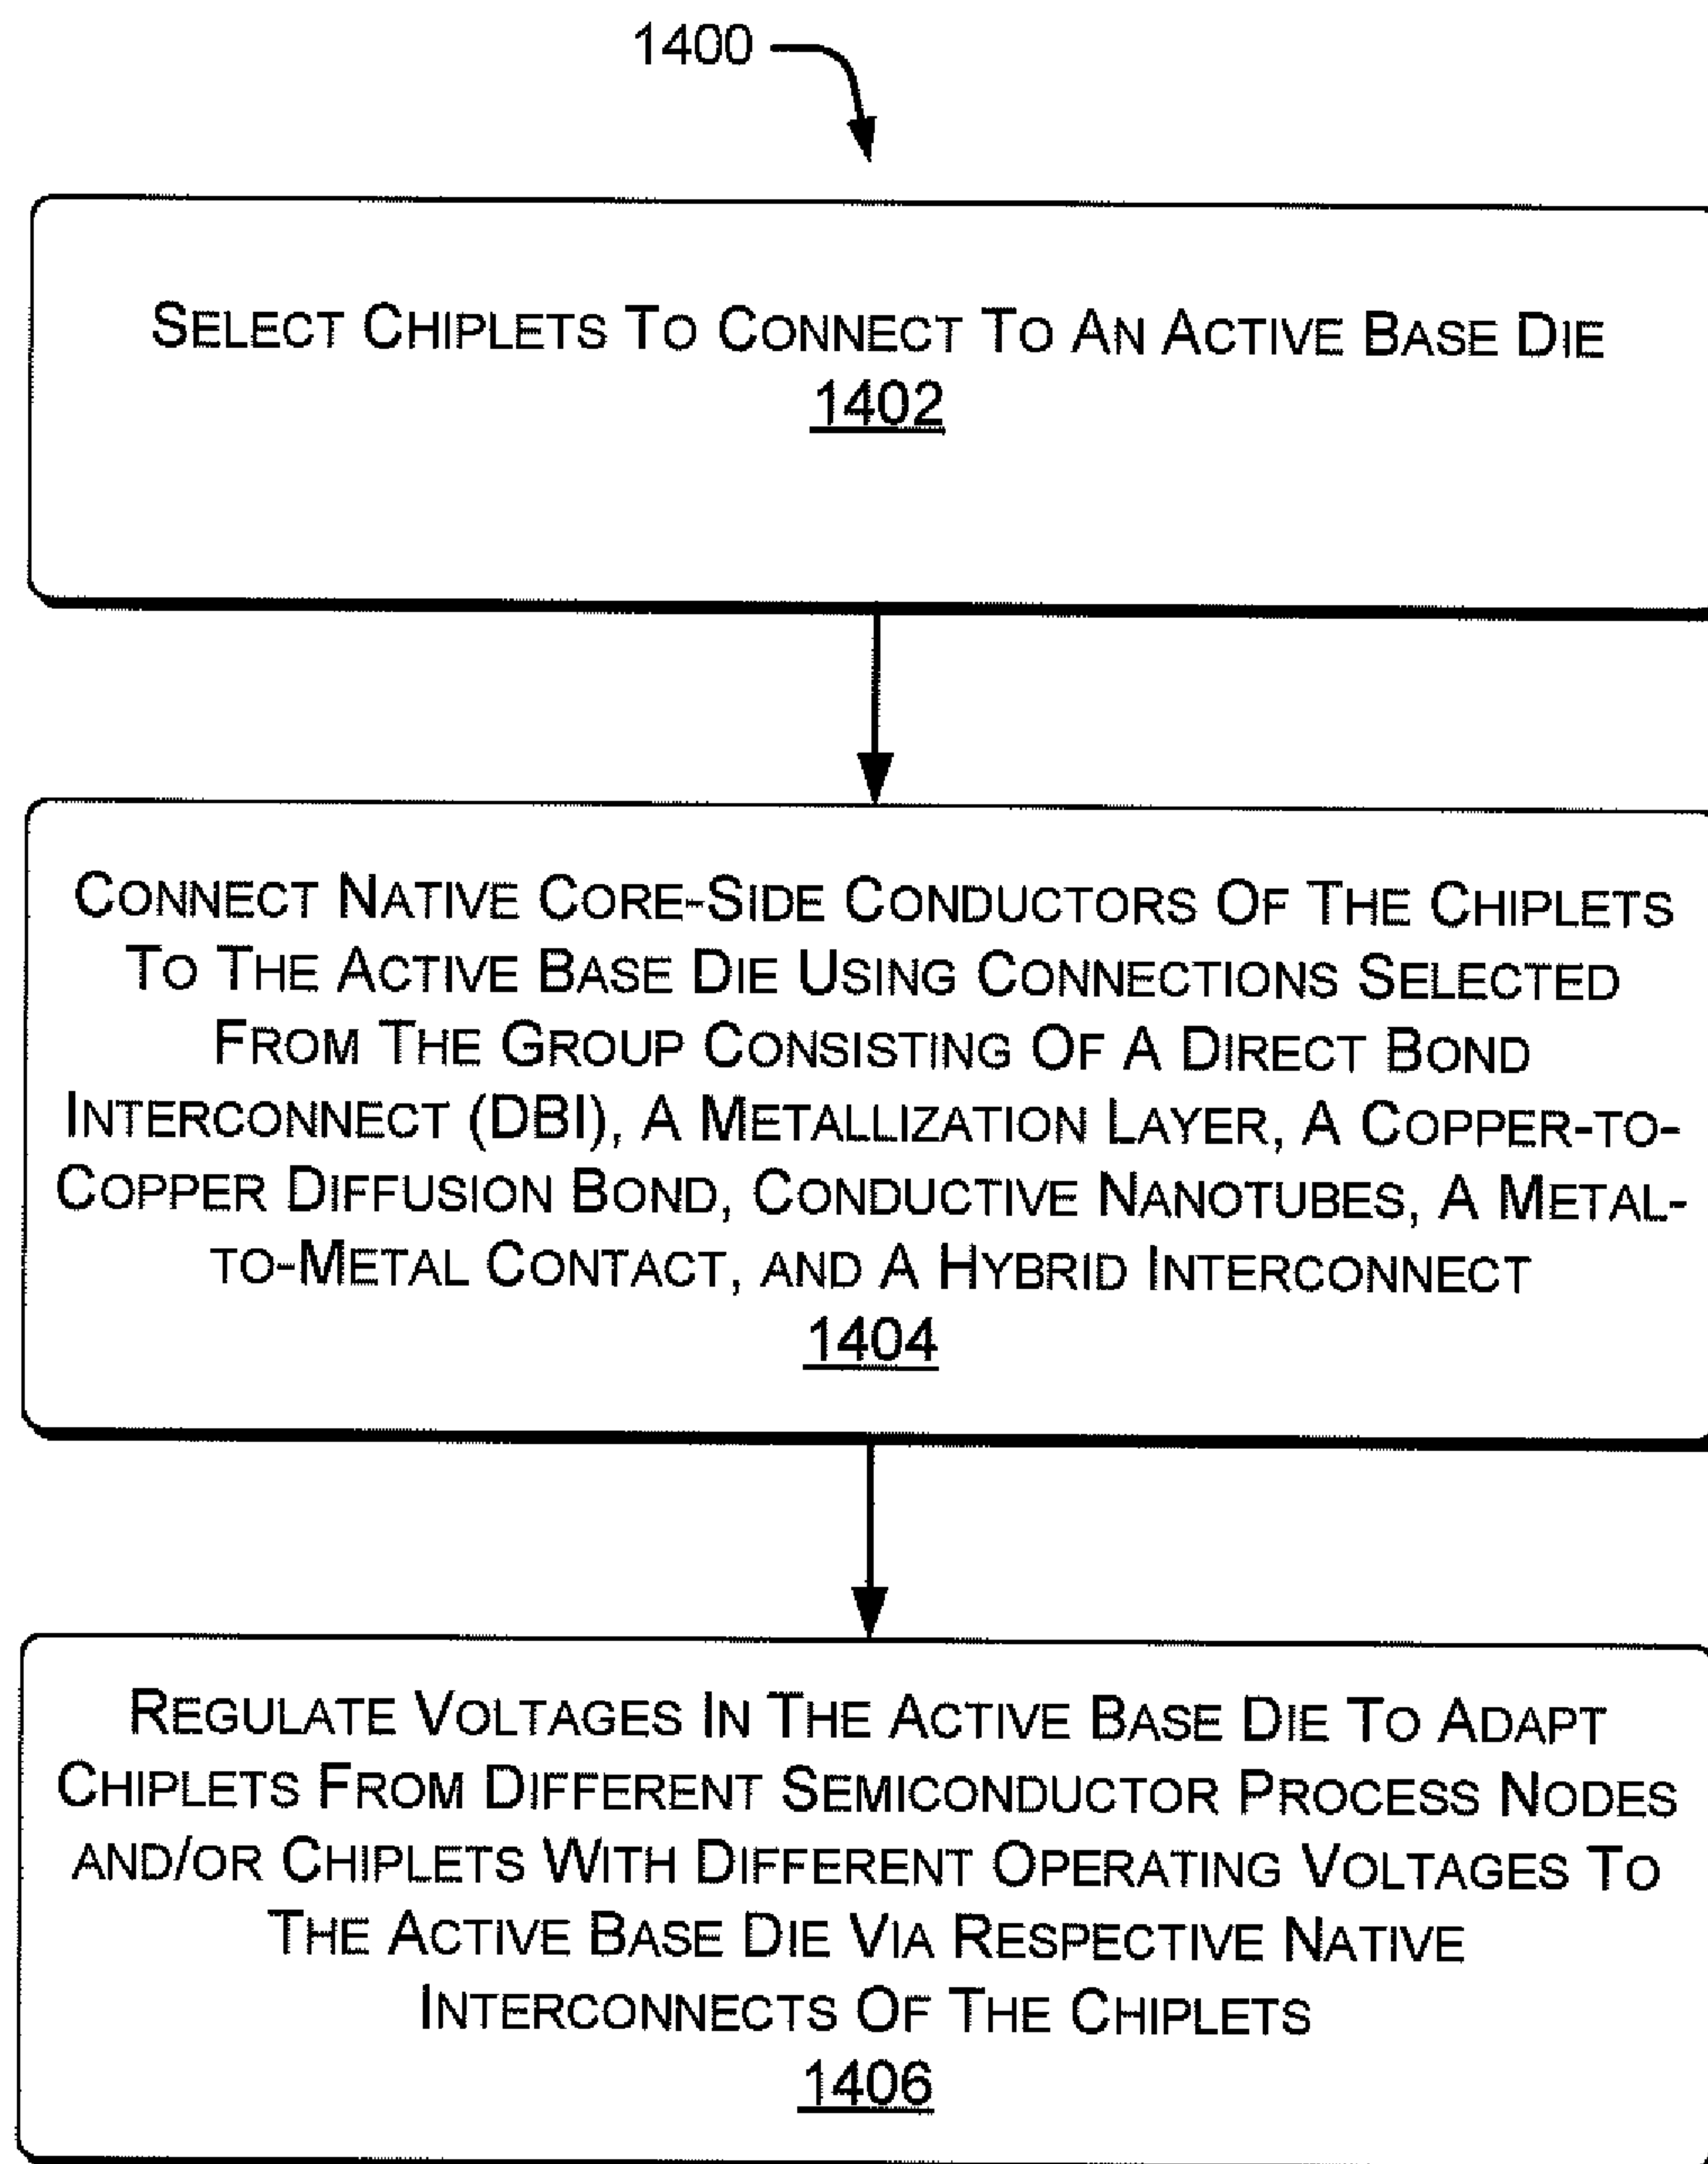 1400
SELECT CHIPLETS TO CONNECT TO AN ACTIVE BASE DIE
1402
CONNECT NATIVE CORE-SIDE CONDUCTORS OF THE CHIPLETS
TO THE ACTIVE BASE DIE USING CONNECTIONS SELECTED
FROM THE GROUP CONSISTING OF A DIRECT BOND
INTERCONNECT (DBI), A METALLIZATION LAYER, A COPPER-TO-
COPPER DIFFUSION BOND, CONDUCTIVE NANOTUBES, A METAL-
TO-METAL CONTACT, AND A HYBRID INTERCONNECT
1404
REGULATE VOLTAGES IN THE ACTIVE BASE DIE TO ADAPT
CHIPLETS FROM DIFFERENT SEMICONDUCTOR PROCESS NODES
AND/OR CHIPLETS WITH DIFFERENT OPERATING VOLTAGES TO
THE ACTIVE BASE DIE VIA RESPECTIVE NATIVE
INTERCONNECTS OF THE CHIPLETS
1406